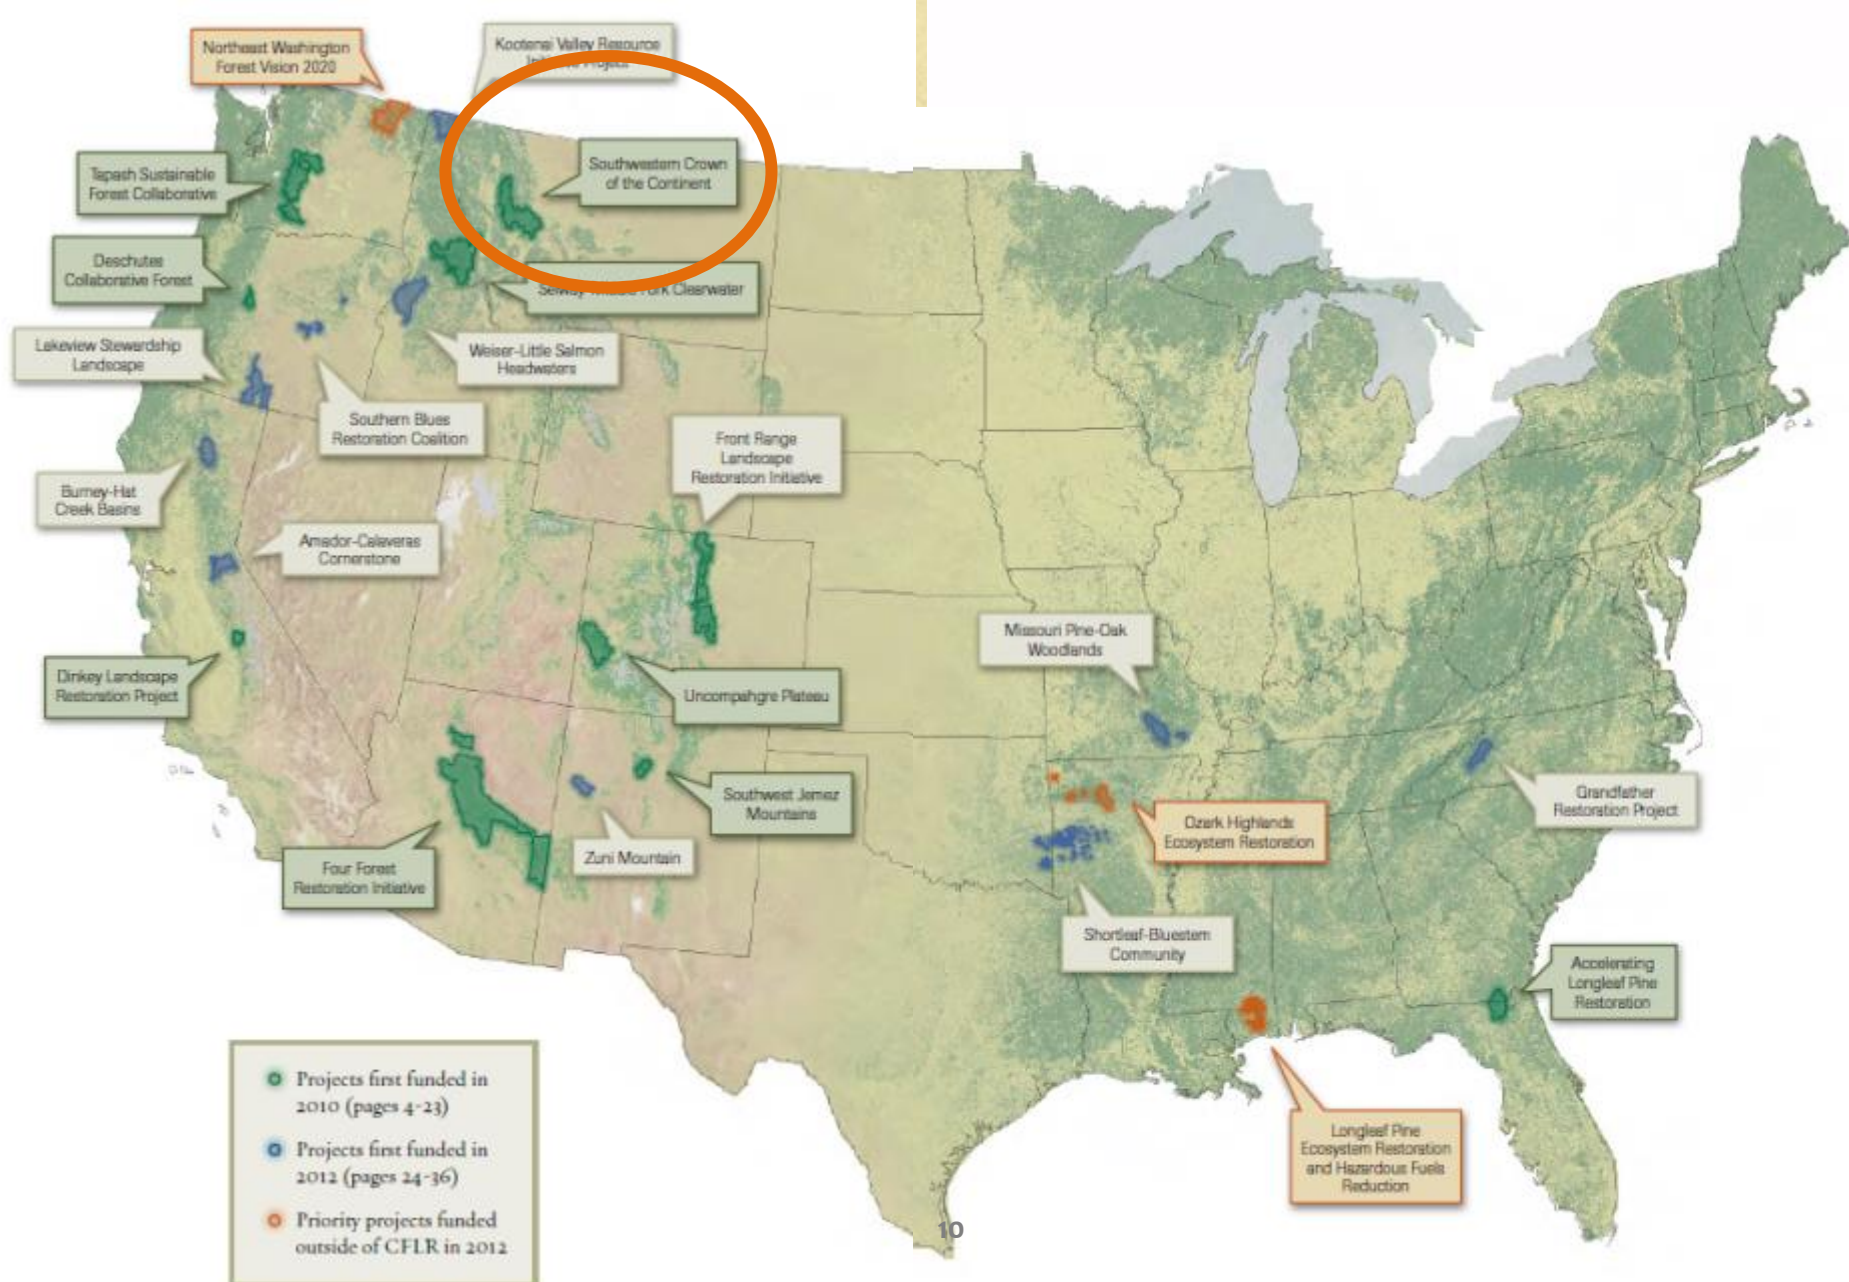 Northeast Washington
Forest Vision 2020
Kootenai Valley Resource
Initiative Project
Tapash Sustainable
Forest Collaborative
Southwestern Crown
of the Continent
Deschutes
Collaborative Forest
Clearwater
Lakeview Stewardship
Landscape
Weiser-Little Salmon
Headwaters
Southern Blues
Restoration Coalition
Front Range
Landscape
Restoration Initiative
Burney-Hat
Creek Basins
Amador-Calaveras
Cornerstone
Missouri Pine-Oak
Woodlands
Dinkey Landscape
Restoration Project
Uncompahgre Plateau
Southwest Jemez
Mountains
Grandfather
Restoration Project
Ozark Highlands
Ecosystem Restoration
Zuni Mountain
Four Forest
Restoration Initiative
Shortleaf-Bluestem
Community
Accelerating
Longleaf Pine
Restoration
Longleaf Pine
Ecosystem Restoration
and Hazardous Fuels
Reduction
Projects first funded in
2010 (pages 4-23)
Projects first funded in
2012 (pages 24-36)
Priority projects funded
outside of CFLR in 2012
10